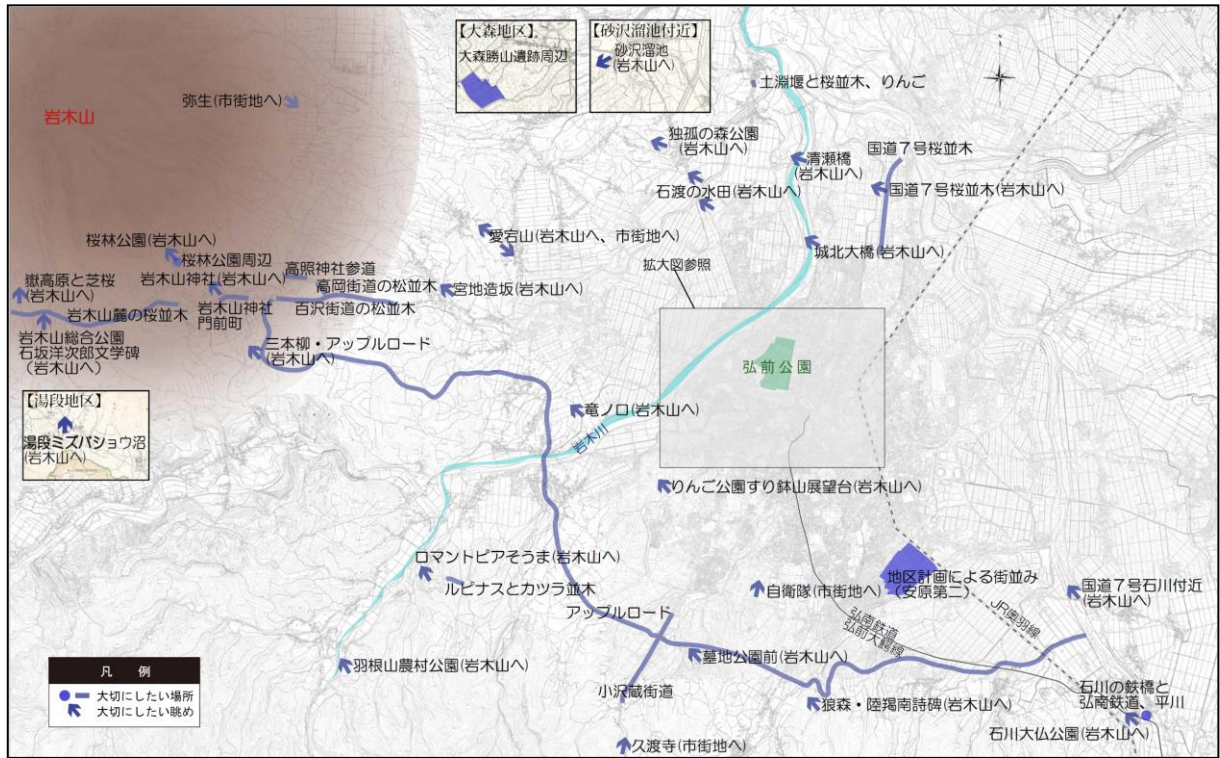 【大森地区】
大森勝山遺跡周辺
【砂沢溜池付近】
砂沢溜池
(岩木山へ)
土淵堰と桜並木、りんご
弥生(市街地へ)
岩木山
独孤の森公園
(岩木山へ)
清瀬橋
(岩木山へ)
国道7号桜並木
石渡の水田(岩木山へ)
国道7号桜並木(岩木山へ)
桜林公園(岩木山へ)
桜林公園周辺
愛宕山(岩木山へ、市街地へ)
城北大橋(岩木山へ)
拡大図参照
嶽高原と芝桜
(岩木山へ)
岩木山神社(岩木山へ)
高照神社参道
高岡街道の松並木
宮地造坂(岩木山へ)
岩木山麓の桜並木
岩木山神社
門前町
百沢街道の松並木
岩木山総合公園
石坂洋次郎文学碑
(岩木山へ)
三本柳・アップルロード
(岩木山へ)
弘前公園
【湯段地区】
湯段ミズバショウ沼
(岩木山へ)
竜ノ口(岩木山へ)
岩木川
りんご公園すり鉢山展望台(岩木山へ)
ロマントピアそうま(岩木山へ)
ルピナスとカツラ並木
アップルロード
自衛隊(市街地へ)
地区計画による街並み
(安原第二)
国道7号石川付近
(岩木山へ)
弘南鉄道
弘前大鰐線
JR奥羽線
羽根山農村公園(岩木山へ)
墓地公園前(岩木山へ)
小沢蔵街道
狼森・陸羯南詩碑(岩木山へ)
石川の鉄橋と
弘南鉄道、平川
石川大仏公園(岩木山へ)
久渡寺(市街地へ)
凡 例
大切にしたい場所
大切にしたい眺め